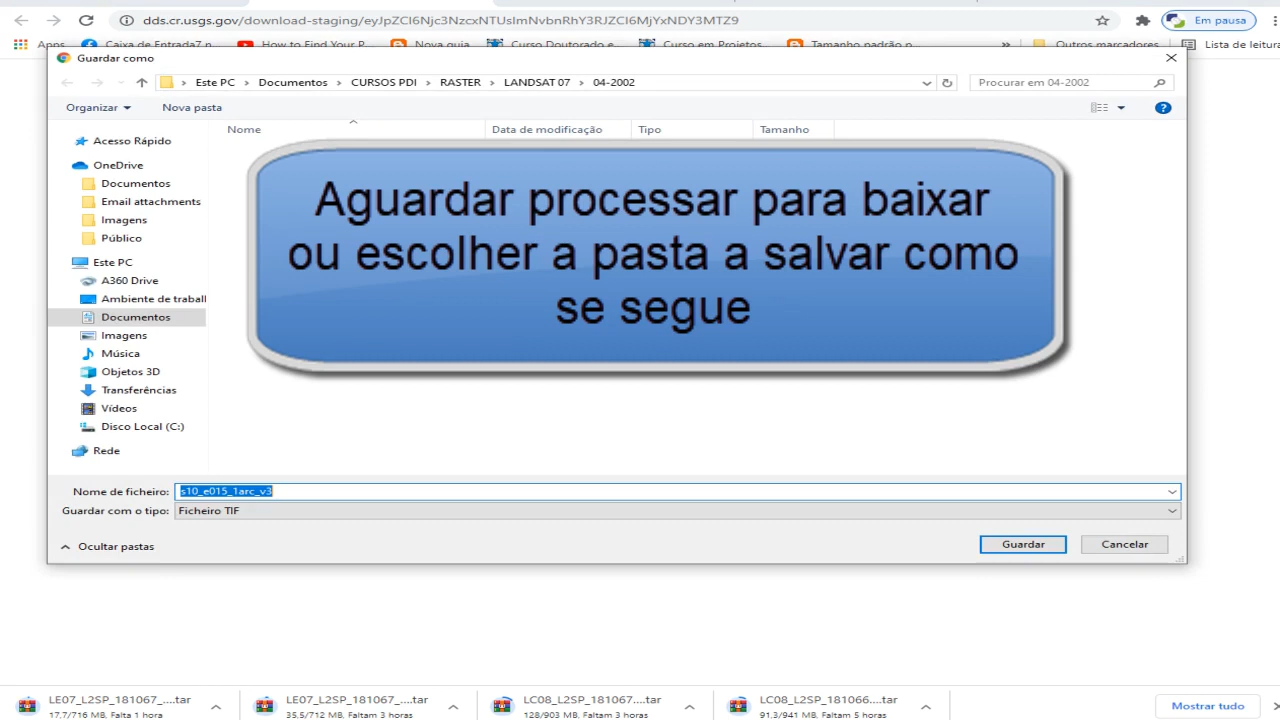 dds.cr.usgs.gov/download-staging/eyJpZCI6Njc3NzcxNTUsImNvbnRhY3RJZCI6MjYxNDY3MTZ9
Em pausa
Apps
Caixa de Entrada7.n
How to Find Your P
Nova guia
Curso Doutorado e
Curso em Projetos
Tamanho padrão p
»
Outros marcadores
Lista de leitura
Guardar como
Este PC > Documentos > CURSOS PDI > RASTER > LANDSAT 07 > 04-2002
Procurar em 04-2002
Organizar
Nova pasta
Nome
Data de modificação
Tipo
Tamanho
Acesso Rápido
OneDrive
Documentos
Email attachments
Imagens
Público
Este PC
A360 Drive
Ambiente de trabal
Documentos
Imagens
Música
Objetos 3D
Transferências
Vídeos
Disco Local (C:)
Rede
Aguardar processar para baixar
ou escolher a pasta a salvar como
se segue
Nome de ficheiro: s10_e015_1arc_v3
Guardar com o tipo: Ficheiro TIF
Ocultar pastas
Guardar
Cancelar
LE07_L2SP_181067_....tar
17,7/716 MB, Falta 1 hora
LE07_L2SP_181067_....tar
35,5/712 MB, Faltam 3 horas
LC08_L2SP_181067....tar
128/903 MB, Faltam 3 horas
LC08_L2SP_181066....tar
91,3/941 MB, Faltam 5 horas
Mostrar tudo